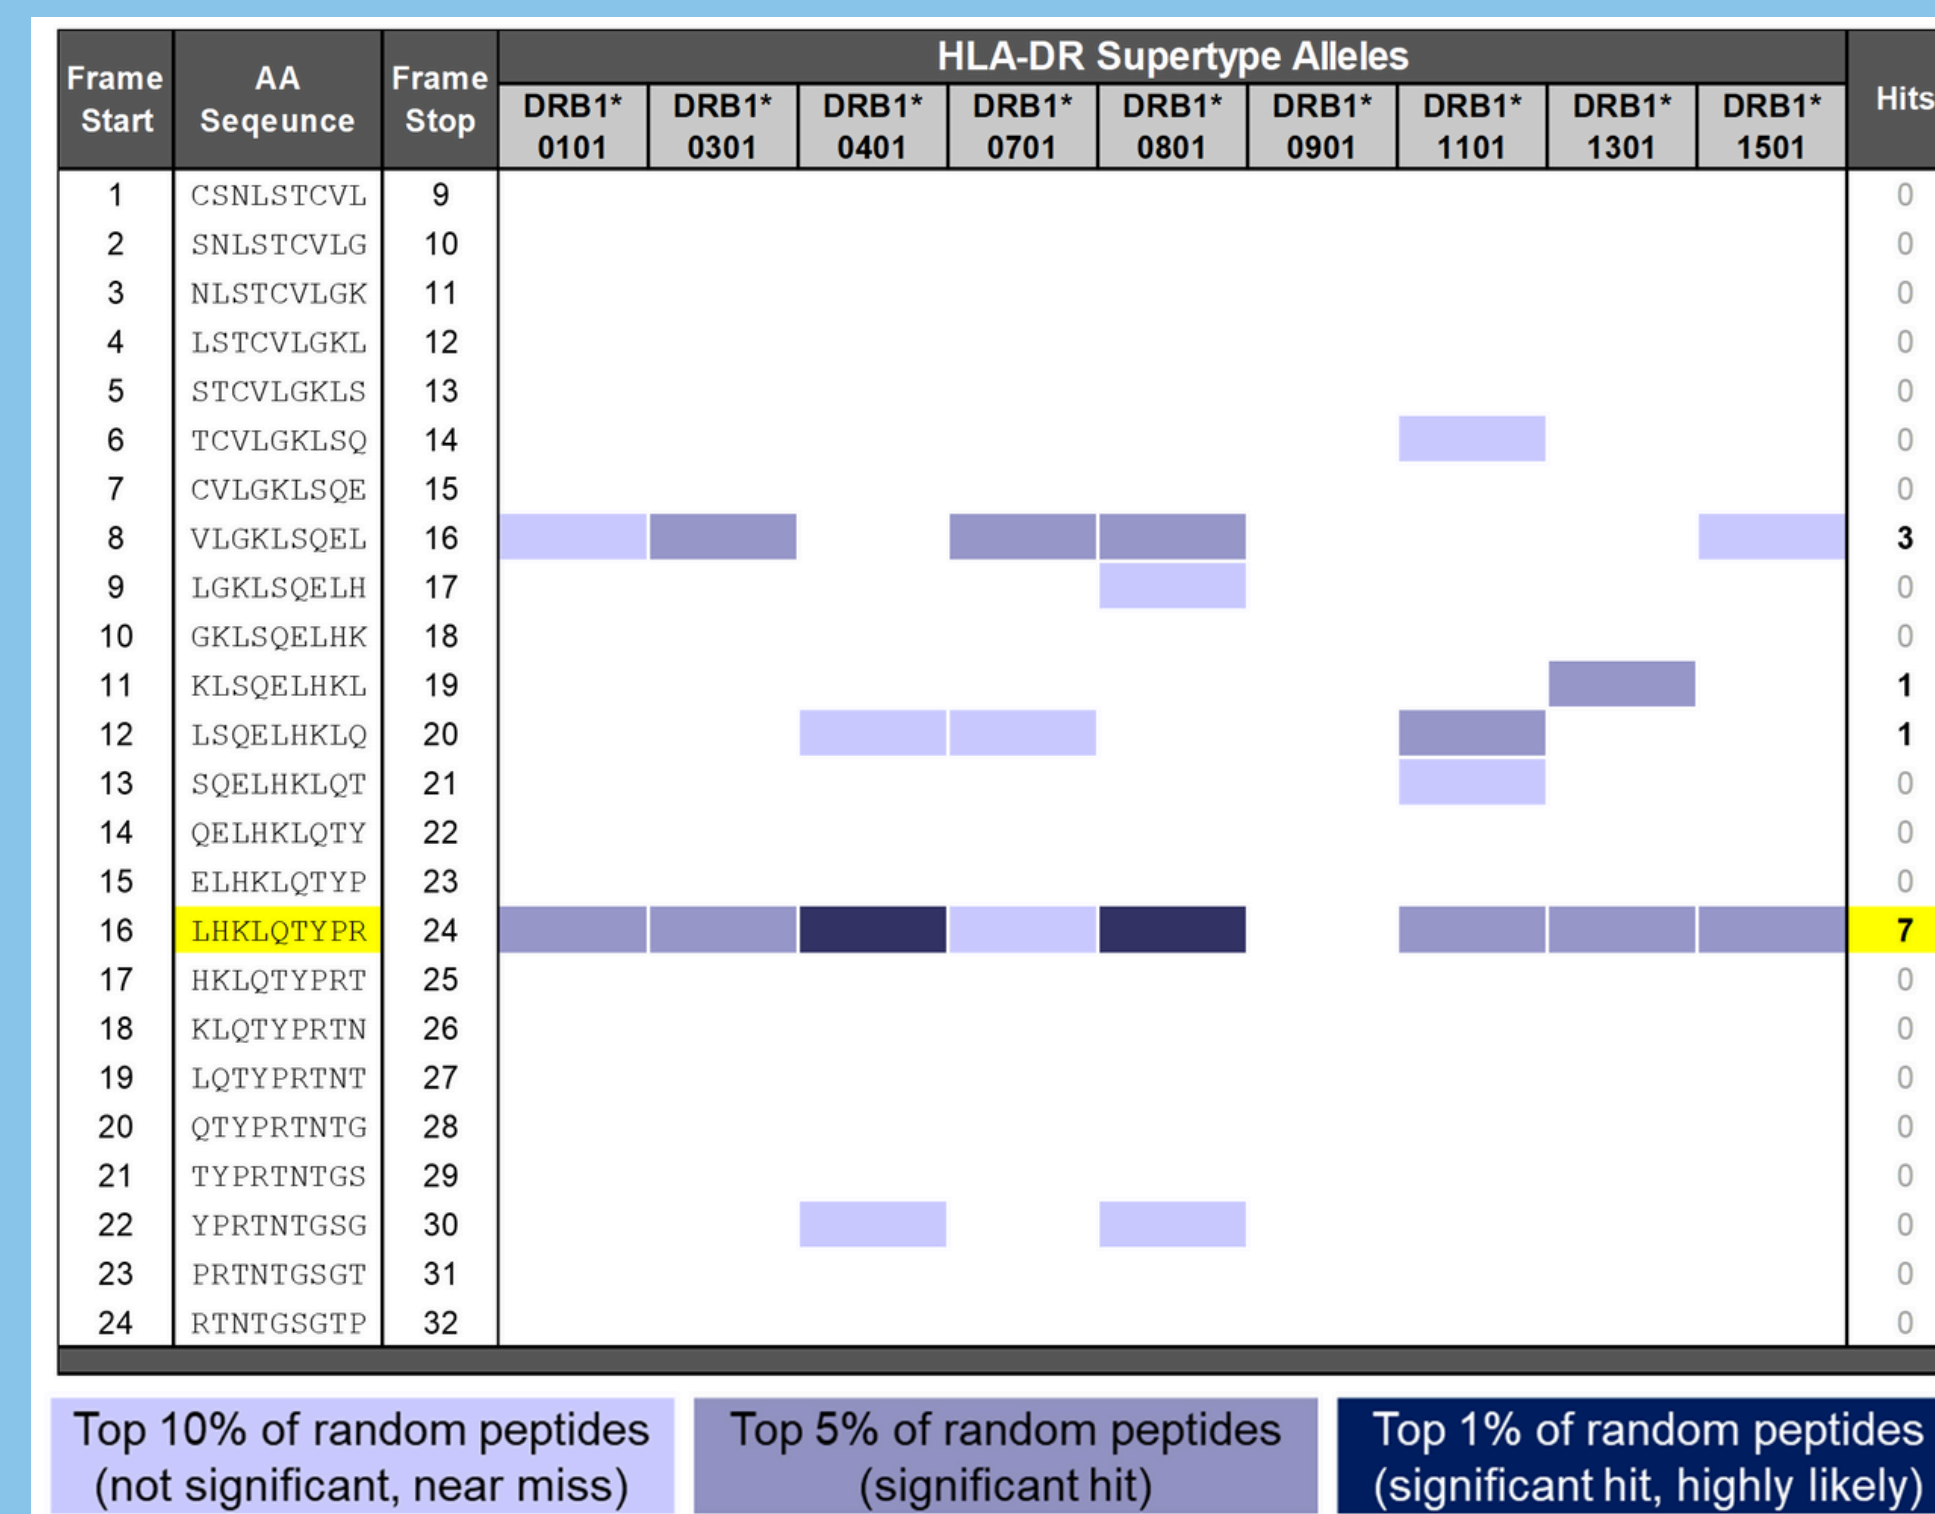 HLA-DR Supertype Alleles
Frame Start AA Seqeunce Frame Stop DRB1* 0101 DRB1* 0301 DRB1* 0401 DRB1* 0701 DRB1* 0801 DRB1* 0901 DRB1* 1101 DRB1* 1301 DRB1* 1501 Hits
1 CSNLSTCVL 9 0
2 SNLSTCVLG 10 0
3 NLSTCVLGK 11 0
4 LSTCVLGKL 12 0
5 STCVLGKLS 13 0
6 TCVLGKLSQ 14 0
7 CVLGKLSQE 15 0
8 VLGKLSQEL 16 3
9 LGKLSQELH 17 0
10 GKLSQELHK 18 0
11 KLSQELHKL 19 1
12 LSQELHKLQ 20 1
13 SQELHKLQT 21 0
14 QELHKLQTY 22 0
15 ELHKLQTYP 23 0
16 LHKLQTYPR 24 7
17 HKLQTYPRT 25 0
18 KLQTYPRTN 26 0
19 LQTYPRTNT 27 0
20 QTYPRTNTG 28 0
21 TYPRTNTGS 29 0
22 YPRTNTGSG 30 0
23 PRTNTGSGT 31 0
24 RTNTGSGTP 32 0
Top 10% of random peptides
(not significant, near miss)
Top 5% of random peptides
(significant hit)
Top 1% of random peptides
(significant hit, highly likely)